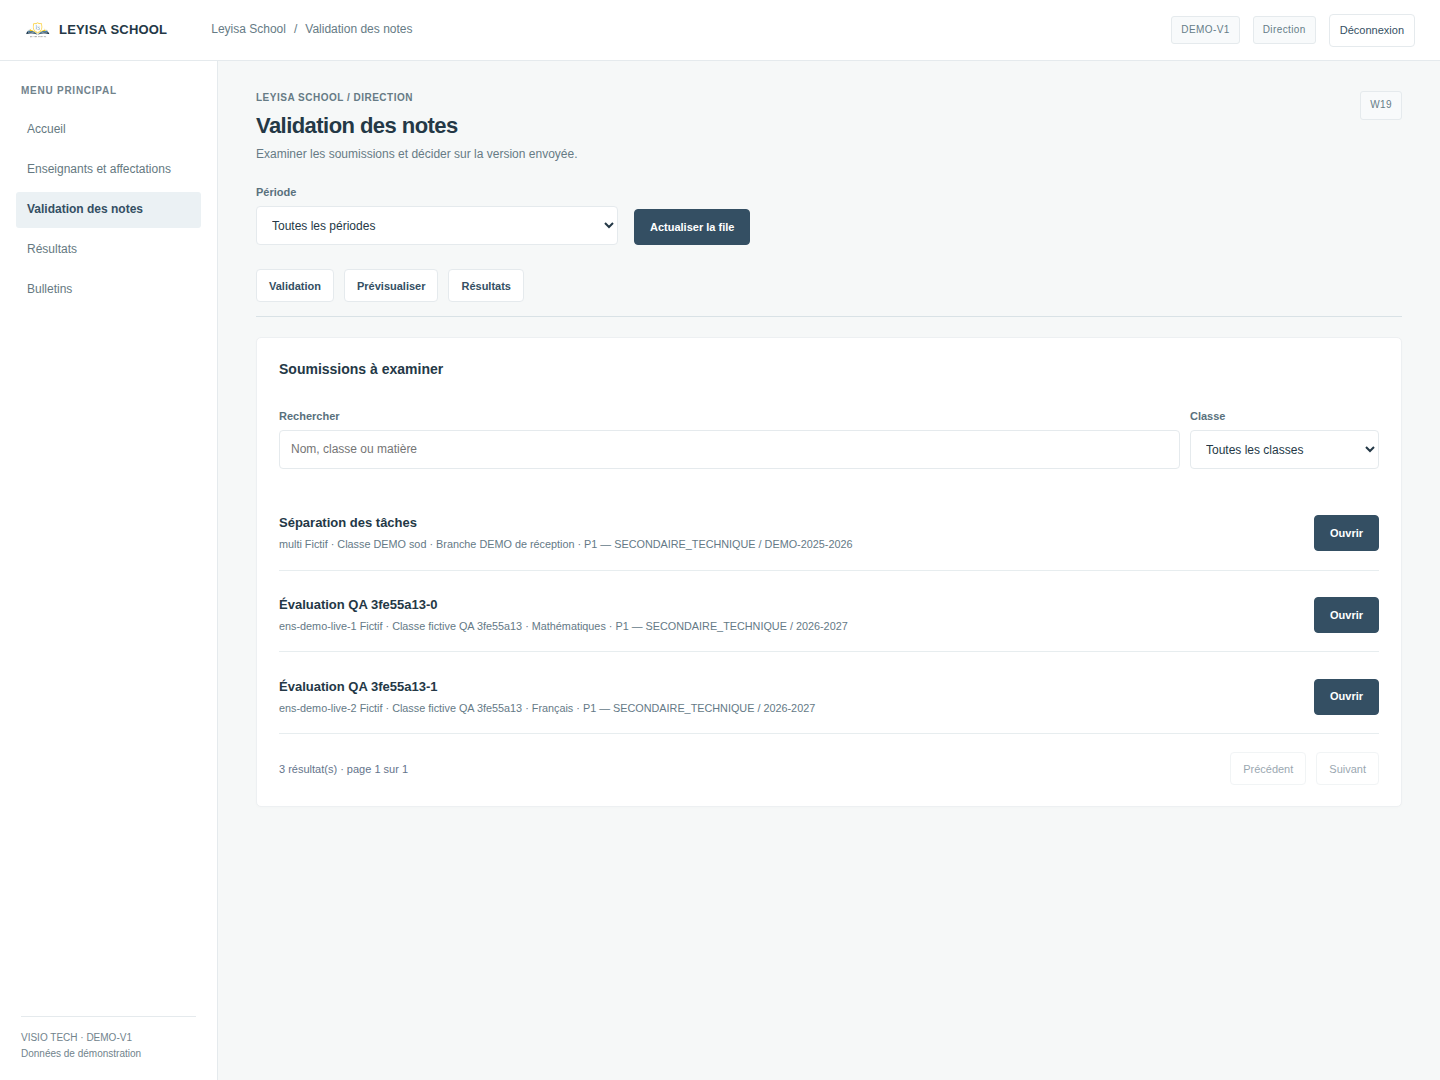 LEYISA SCHOOL
Leyisa School / Validation des notes
DEMO-V1
Direction
Déconnexion
MENU PRINCIPAL
Accueil
Enseignants et affectations
Validation des notes
Résultats
Bulletins
VISIO TECH · DEMO-V1
Données de démonstration
LEYISA SCHOOL / DIRECTION
W19
Validation des notes
Examiner les soumissions et décider sur la version envoyée.
Période
Toutes les périodes
Actualiser la file
Validation
Prévisualiser
Résultats
Soumissions à examiner
Rechercher
Classe
Nom, classe ou matière
Toutes les classes
Séparation des tâches
multi Fictif · Classe DEMO sod · Branche DEMO de réception · P1 — SECONDAIRE_TECHNIQUE / DEMO-2025-2026
Ouvrir
Évaluation QA 3fe55a13-0
ens-demo-live-1 Fictif · Classe fictive QA 3fe55a13 · Mathématiques · P1 — SECONDAIRE_TECHNIQUE / 2026-2027
Ouvrir
Évaluation QA 3fe55a13-1
ens-demo-live-2 Fictif · Classe fictive QA 3fe55a13 · Français · P1 — SECONDAIRE_TECHNIQUE / 2026-2027
Ouvrir
3 résultat(s) · page 1 sur 1
Précédent
Suivant